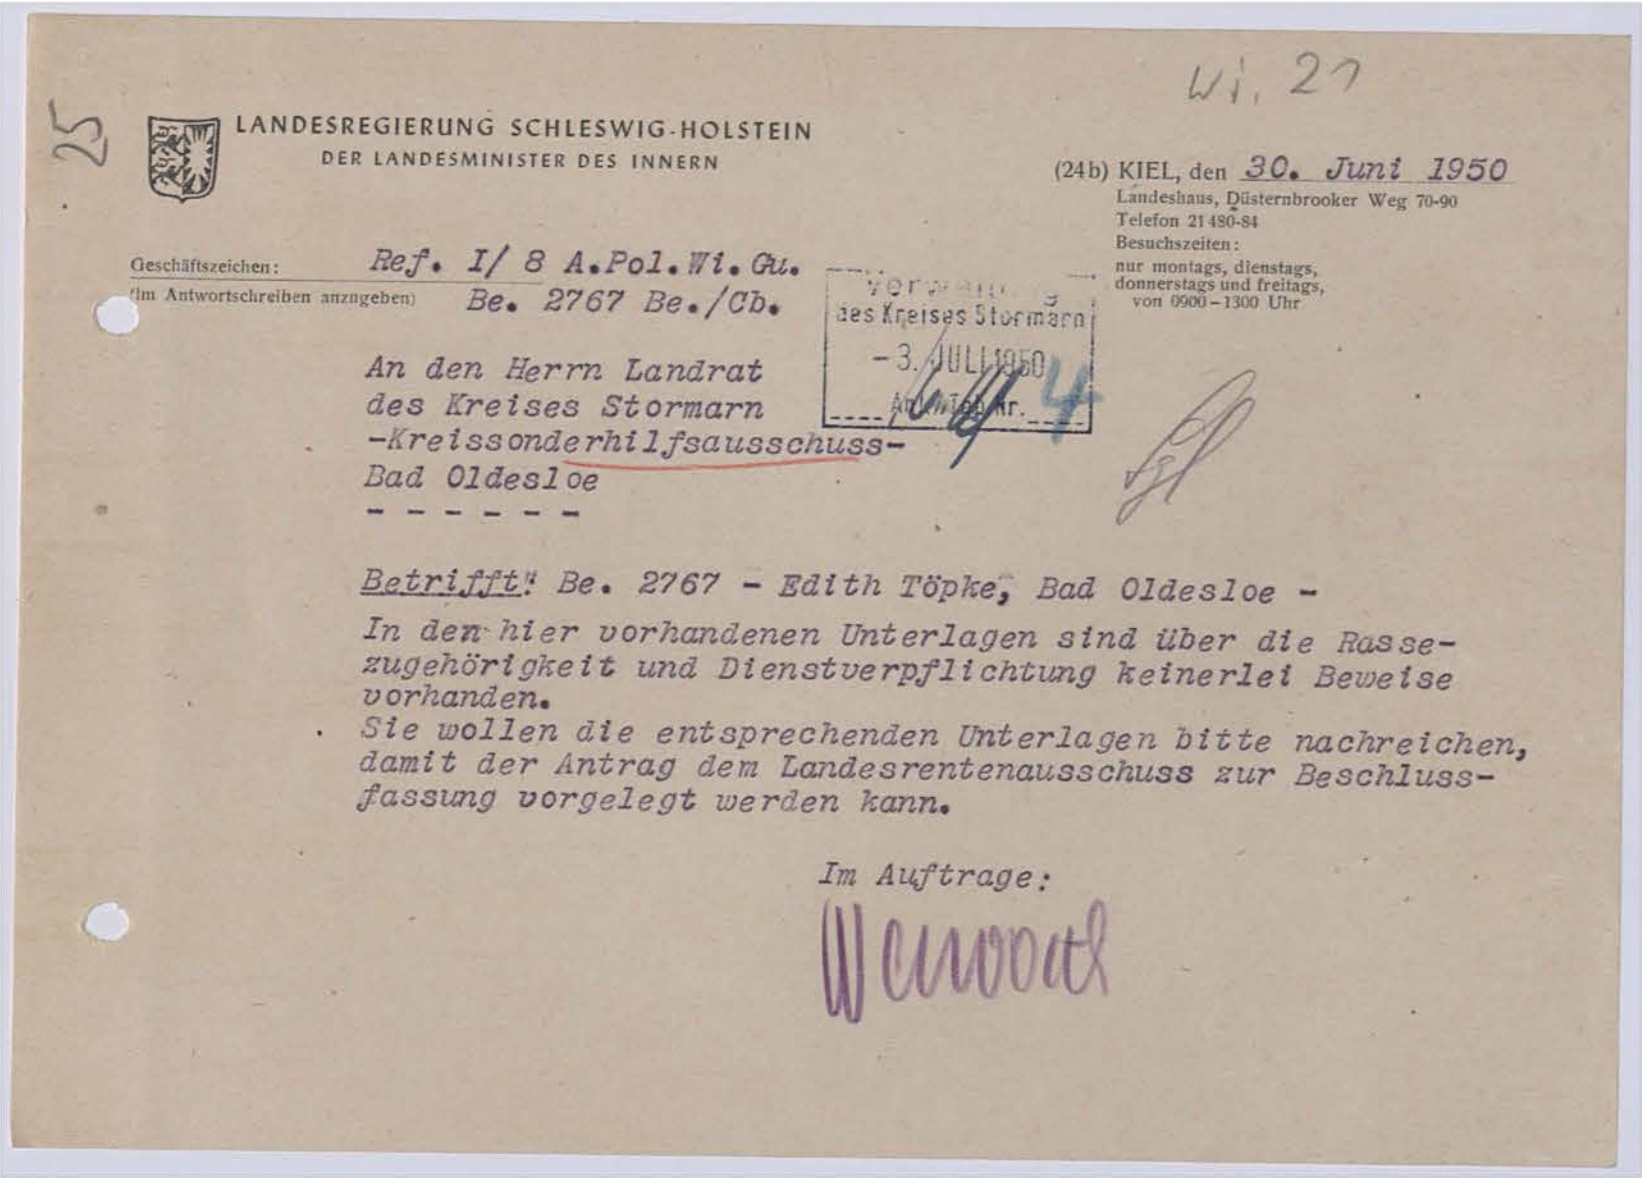 wi. 21
25
LANDESREGIERUNG SCHLESWIG-HOLSTEIN
DER LANDESMINISTER DES INNERN
(24b) KIEL, den 30. Juni 1950
Landeshaus, Düsternbrooker Weg 70-90
Telefon 21480-84
Besuchszeiten:
nur montags, dienstags,
donnerstags und freitags,
von 0900-1300 Uhr
Geschäftszeichen: Ref. I/ 8 A.Pol.Wi.Gu.
(Im Antwortschreiben anzugeben) Be. 2767 Be./Cb.
des Kreises Stormarn
-3. JULI 1950
4
An den Herrn Landrat
des Kreises Stormarn
-Kreissonderhilfsausschuss-
Bad Oldesloe
- - - - - -
Betrifft: Be. 2767 - Edith Töpke, Bad Oldesloe -
In den hier vorhandenen Unterlagen sind über die Rasse-
zugehörigkeit und Dienstverpflichtung keinerlei Beweise
vorhanden.
Sie wollen die entsprechenden Unterlagen bitte nachreichen,
damit der Antrag dem Landesrentenausschuss zur Beschluss-
fassung vorgelegt werden kann.
Im Auftrage: